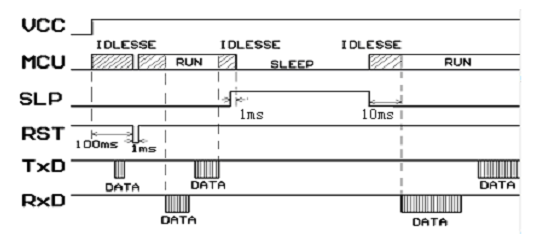 VCC
IDLESSE IDLESSE IDLESSE
MCU RUN SLEEP RUN
SLP
1ms 10ms
RST
100ms 1ms
TxD
DATA DATA DATA
RxD
DATA DATA